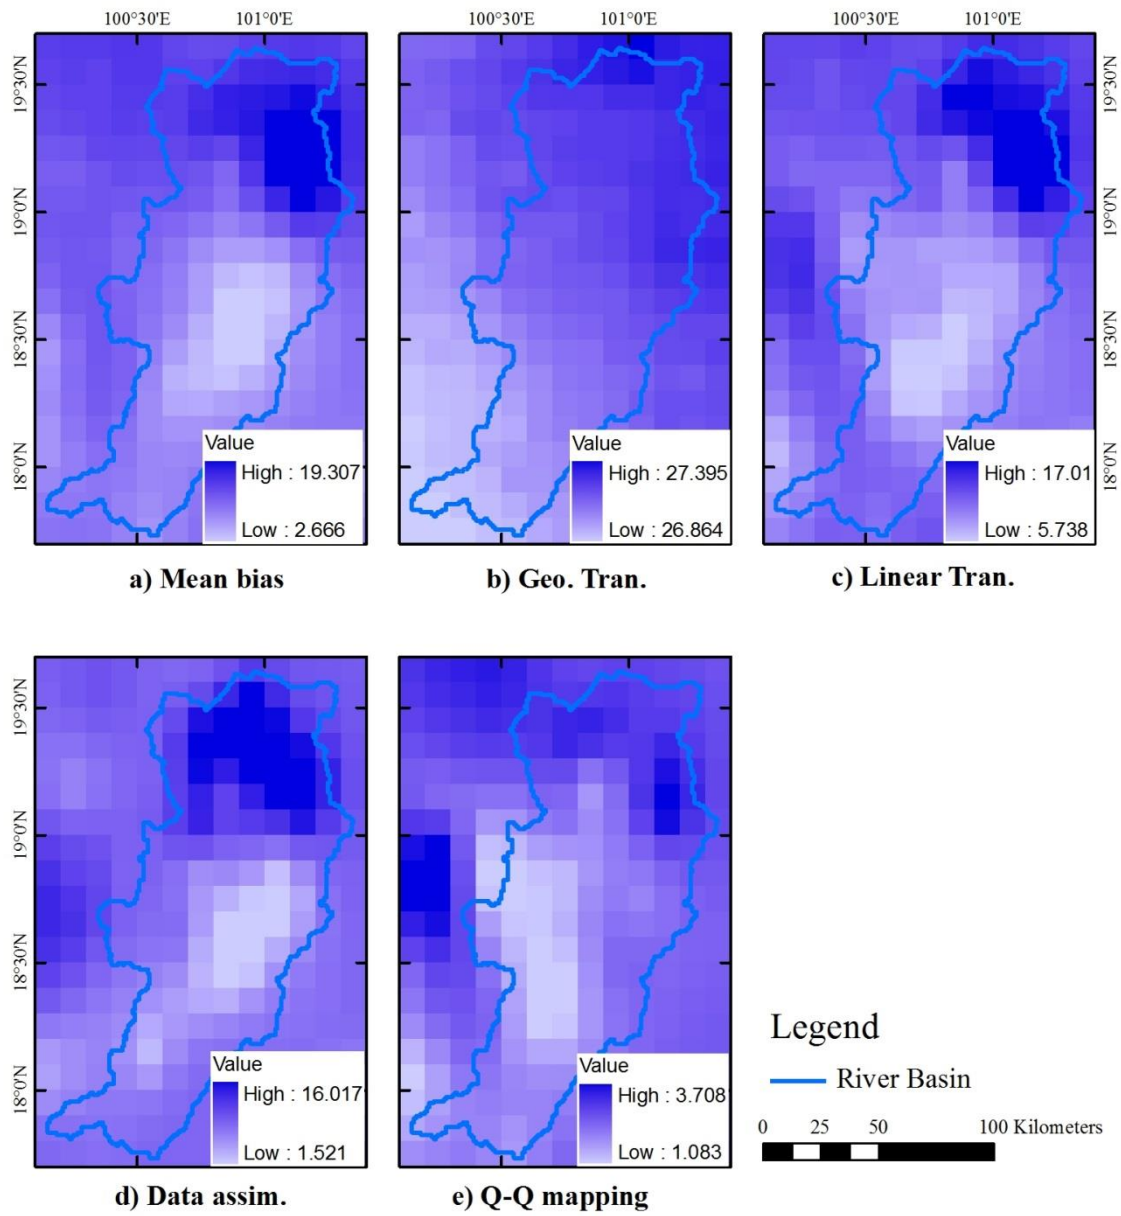 100°30'E 101°0'E 100°30'E 101°0'E 100°30'E 101°0'E
19°30'N
19°0'N
18°30'N
18°0'N
Value
High : 19.307
Low : 2.666
Value
High : 27.395
Low : 26.864
Value
High : 17.01
Low : 5.738
19°30'N
19°0'N
18°30'N
18°0'N
a) Mean bias
b) Geo. Tran.
c) Linear Tran.
19°30'N
19°0'N
18°30'N
18°0'N
Value
High : 16.017
Low : 1.521
Value
High : 3.708
Low : 1.083
d) Data assim.
e) Q-Q mapping
Legend
River Basin
0 25 50 100 Kilometers